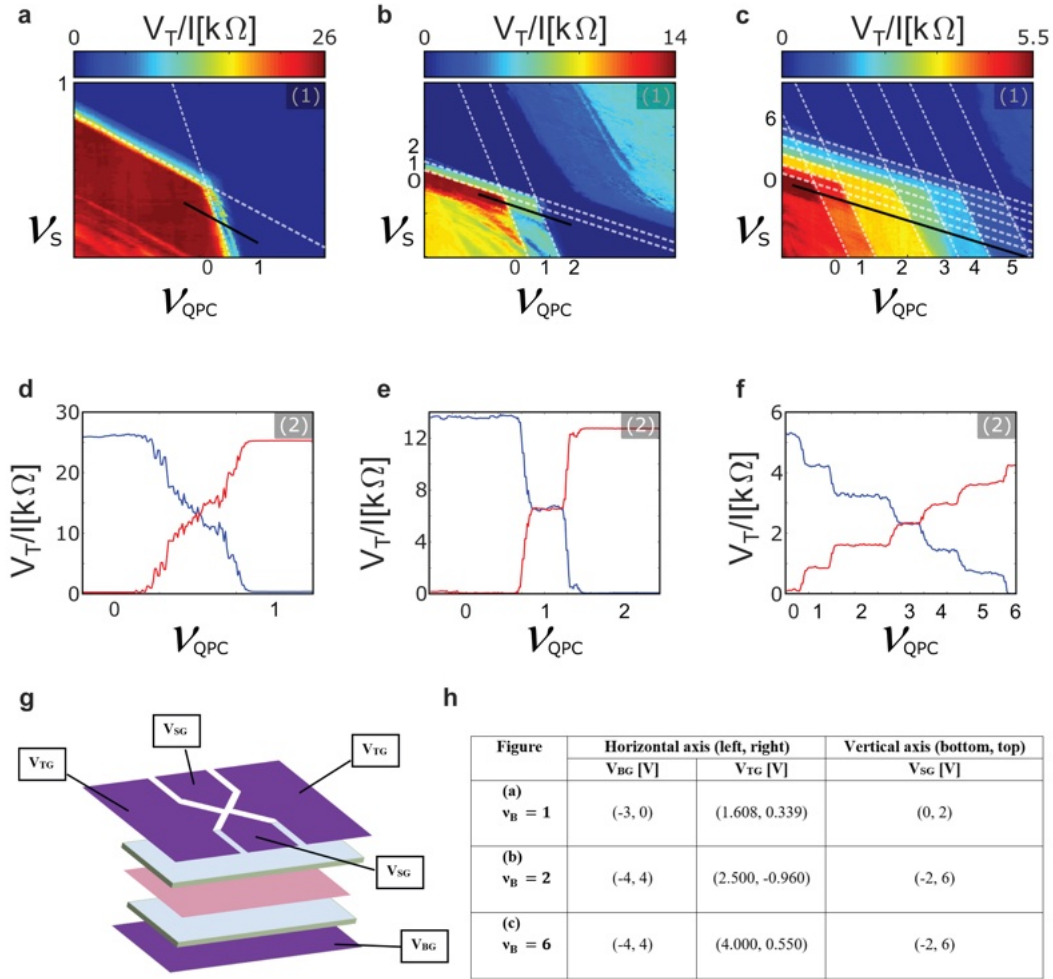 a
V_T/I[kΩ]
0 26
(1)
1
ν_S
0 1
ν_QPC
b
V_T/I[kΩ]
0 14
(1)
2
1
0
ν_S
0 1 2
ν_QPC
c
V_T/I[kΩ]
0 5.5
(1)
6
0
ν_S
0 1 2 3 4 5
ν_QPC
d
(2)
30
20
10
0
V_T/I[kΩ]
0 1
ν_QPC
e
(2)
12
6
0
V_T/I[kΩ]
0 1 2
ν_QPC
f
(2)
6
4
2
0
V_T/I[kΩ]
0 1 2 3 4 5 6
ν_QPC
g
V_SG
V_TG V_TG
V_SG
V_BG
h
Figure Horizontal axis (left, right) Vertical axis (bottom, top)
V_BG [V] V_TG [V] V_SG [V]
(a)
ν_B = 1 (-3, 0) (1.608, 0.339) (0, 2)
(b)
ν_B = 2 (-4, 4) (2.500, -0.960) (-2, 6)
(c)
ν_B = 6 (-4, 4) (4.000, 0.550) (-2, 6)